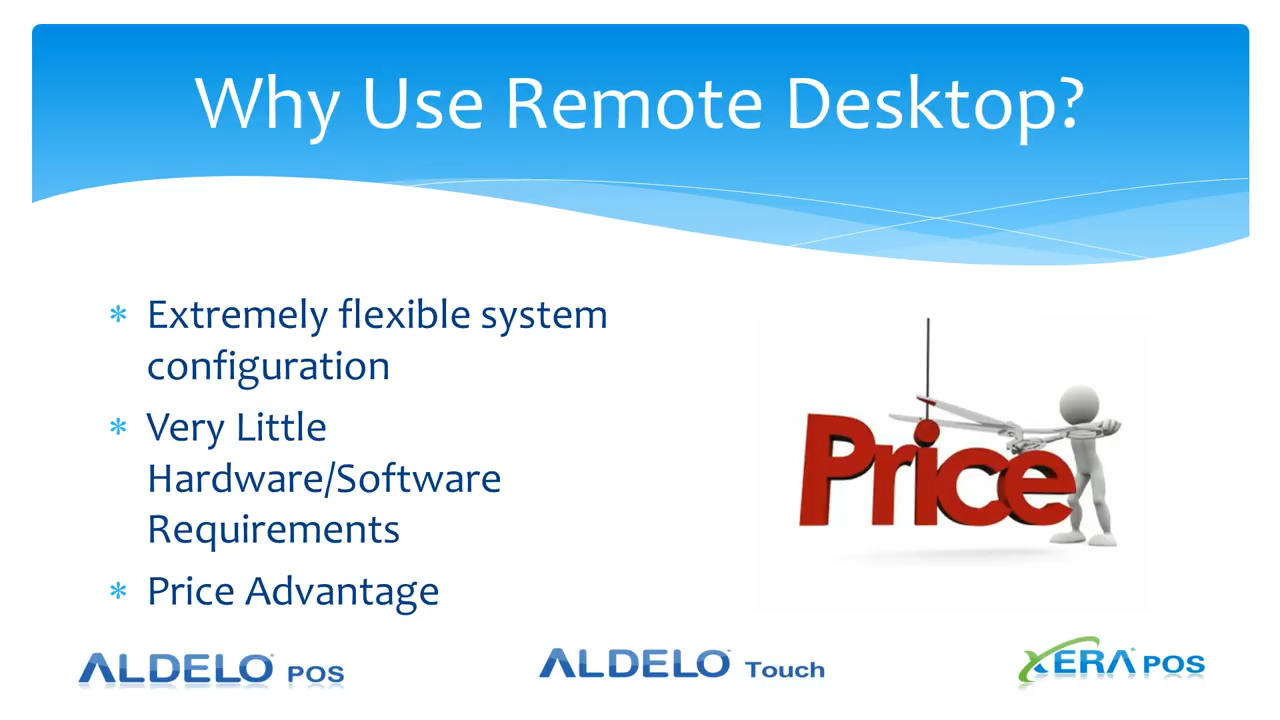 Why Use Remote Desktop?
* Extremely flexible system
configuration
* Very Little
Hardware/Software
Requirements
* Price Advantage
Price
ALDELO POS
ALDELO Touch
XERA POS